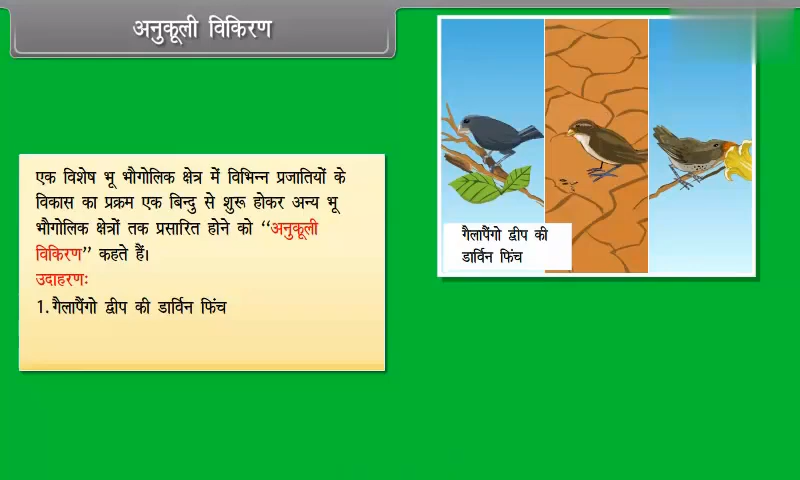 अनुकूली विकिरण
एक विशेष भू भौगोलिक क्षेत्र में विभिन्न प्रजातियों के
विकास का प्रक्रम एक बिन्दु से शुरू होकर अन्य भू
भौगोलिक क्षेत्रों तक प्रसारित होने को “अनुकूली
विकिरण” कहते हैं।
उदाहरणः
1. गैलापैंगो द्वीप की डार्विन फिंच
गैलापैंगो द्वीप की
डार्विन फिंच